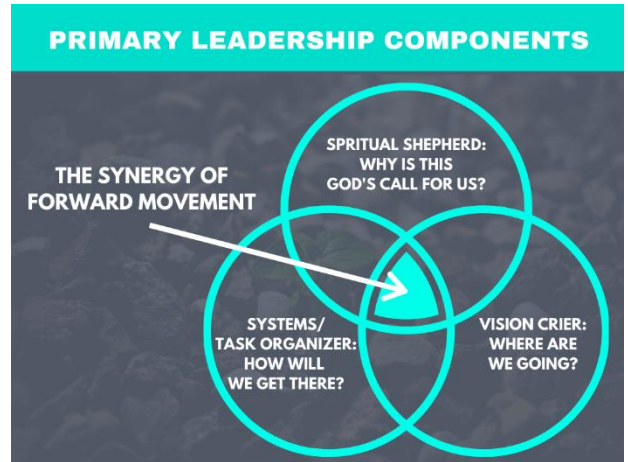 PRIMARY LEADERSHIP COMPONENTS
SPRITUAL SHEPHERD:
WHY IS THIS
GOD'S CALL FOR US?
THE SYNERGY OF
FORWARD MOVEMENT
SYSTEMS/
TASK ORGANIZER:
HOW WILL
WE GET THERE?
VISION CRIER:
WHERE ARE
WE GOING?